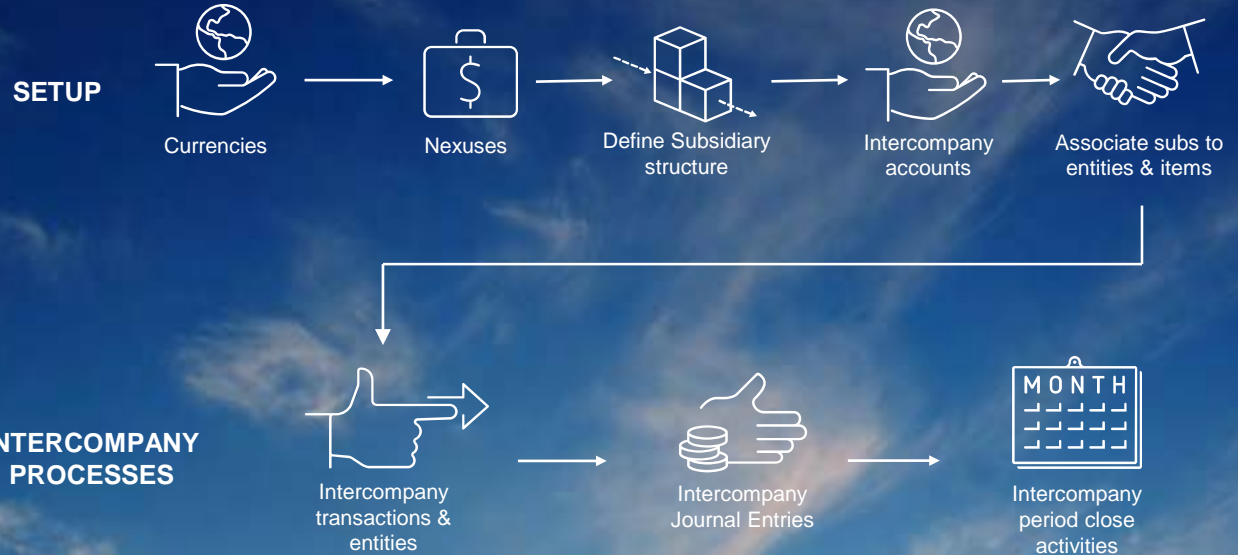 SETUP
Currencies
Nexuses
Define Subsidiary
structure
Intercompany
accounts
Associate subs to
entities & items
NTERCOMPANY
PROCESSES
Intercompany
transactions &
entities
Intercompany
Journal Entries
MONTH
Intercompany
period close
activities
$